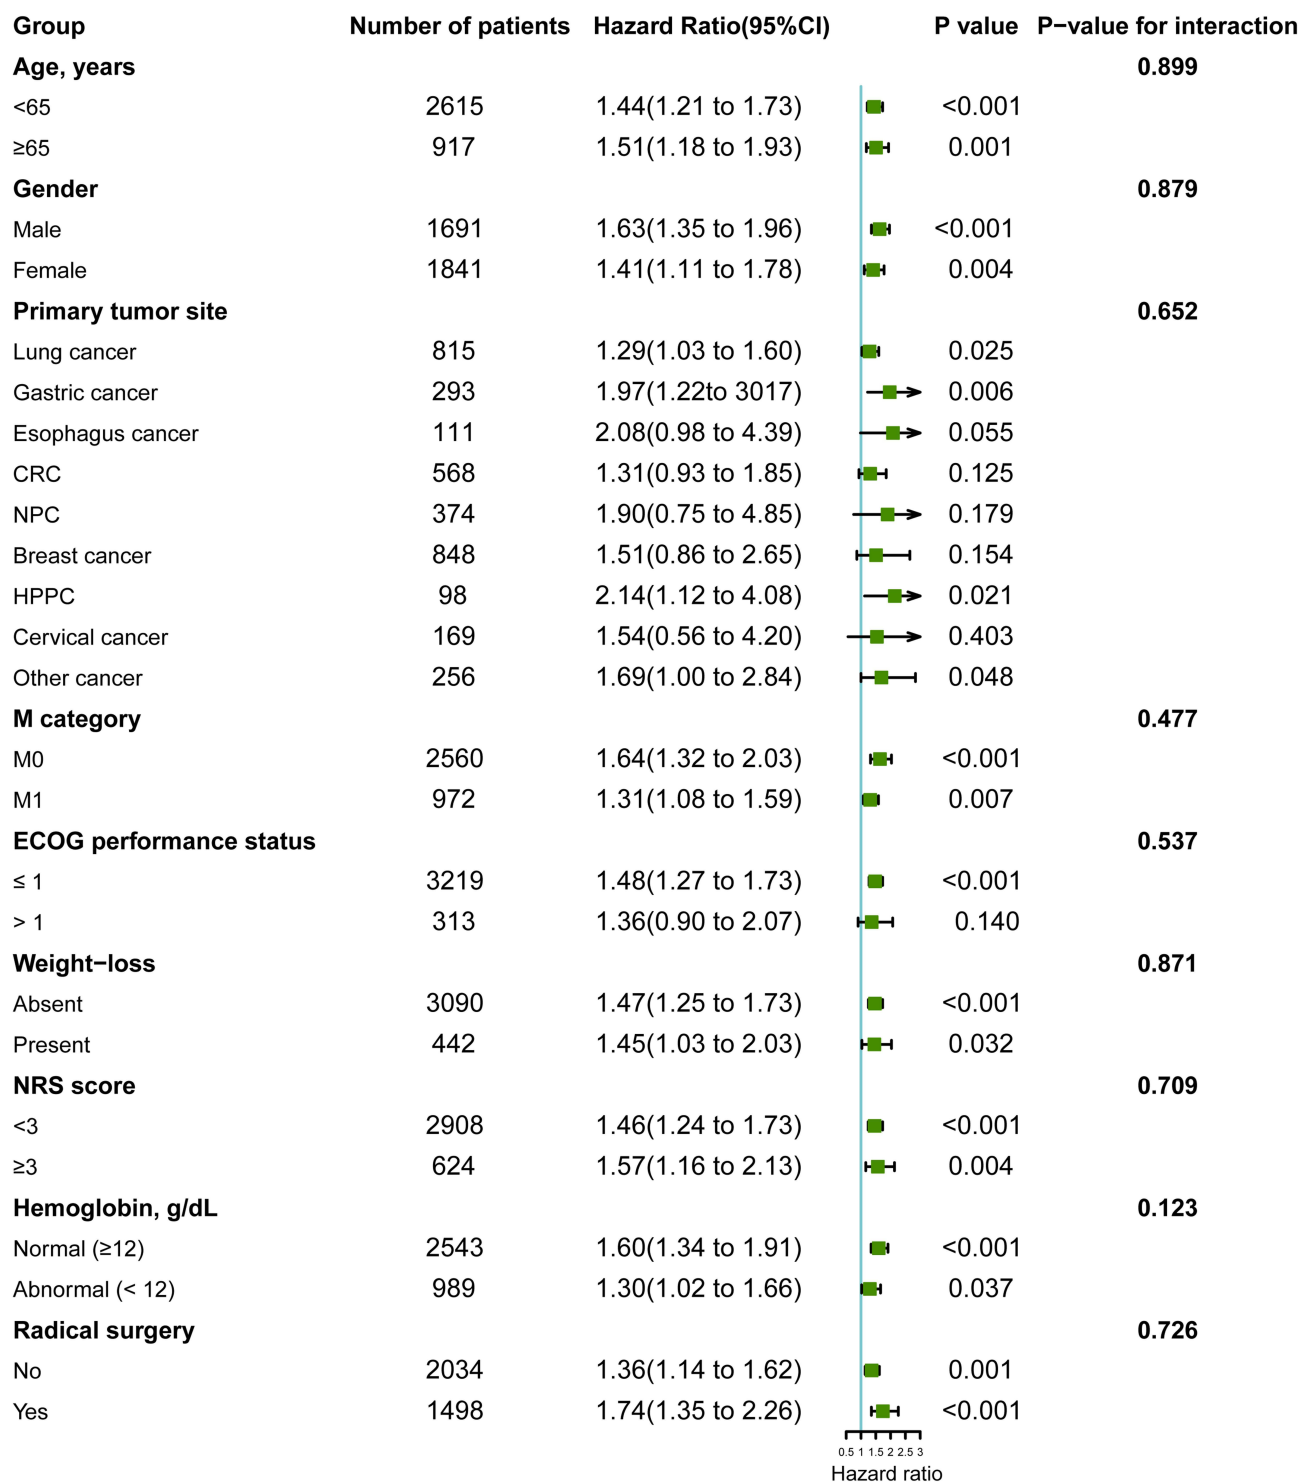 Group Number of patients Hazard Ratio(95%CI) P value P−value for interaction
Age, years 0.899
<65 2615 1.44(1.21 to 1.73) <0.001
≥65 917 1.51(1.18 to 1.93) 0.001
Gender 0.879
Male 1691 1.63(1.35 to 1.96) <0.001
Female 1841 1.41(1.11 to 1.78) 0.004
Primary tumor site 0.652
Lung cancer 815 1.29(1.03 to 1.60) 0.025
Gastric cancer 293 1.97(1.22to 3017) 0.006
Esophagus cancer 111 2.08(0.98 to 4.39) 0.055
CRC 568 1.31(0.93 to 1.85) 0.125
NPC 374 1.90(0.75 to 4.85) 0.179
Breast cancer 848 1.51(0.86 to 2.65) 0.154
HPPC 98 2.14(1.12 to 4.08) 0.021
Cervical cancer 169 1.54(0.56 to 4.20) 0.403
Other cancer 256 1.69(1.00 to 2.84) 0.048
M category 0.477
M0 2560 1.64(1.32 to 2.03) <0.001
M1 972 1.31(1.08 to 1.59) 0.007
ECOG performance status 0.537
≤ 1 3219 1.48(1.27 to 1.73) <0.001
> 1 313 1.36(0.90 to 2.07) 0.140
Weight−loss 0.871
Absent 3090 1.47(1.25 to 1.73) <0.001
Present 442 1.45(1.03 to 2.03) 0.032
NRS score 0.709
<3 2908 1.46(1.24 to 1.73) <0.001
≥3 624 1.57(1.16 to 2.13) 0.004
Hemoglobin, g/dL 0.123
Normal (≥12) 2543 1.60(1.34 to 1.91) <0.001
Abnormal (< 12) 989 1.30(1.02 to 1.66) 0.037
Radical surgery 0.726
No 2034 1.36(1.14 to 1.62) 0.001
Yes 1498 1.74(1.35 to 2.26) <0.001
0.5 1 1.5 2 2.5 3
Hazard ratio